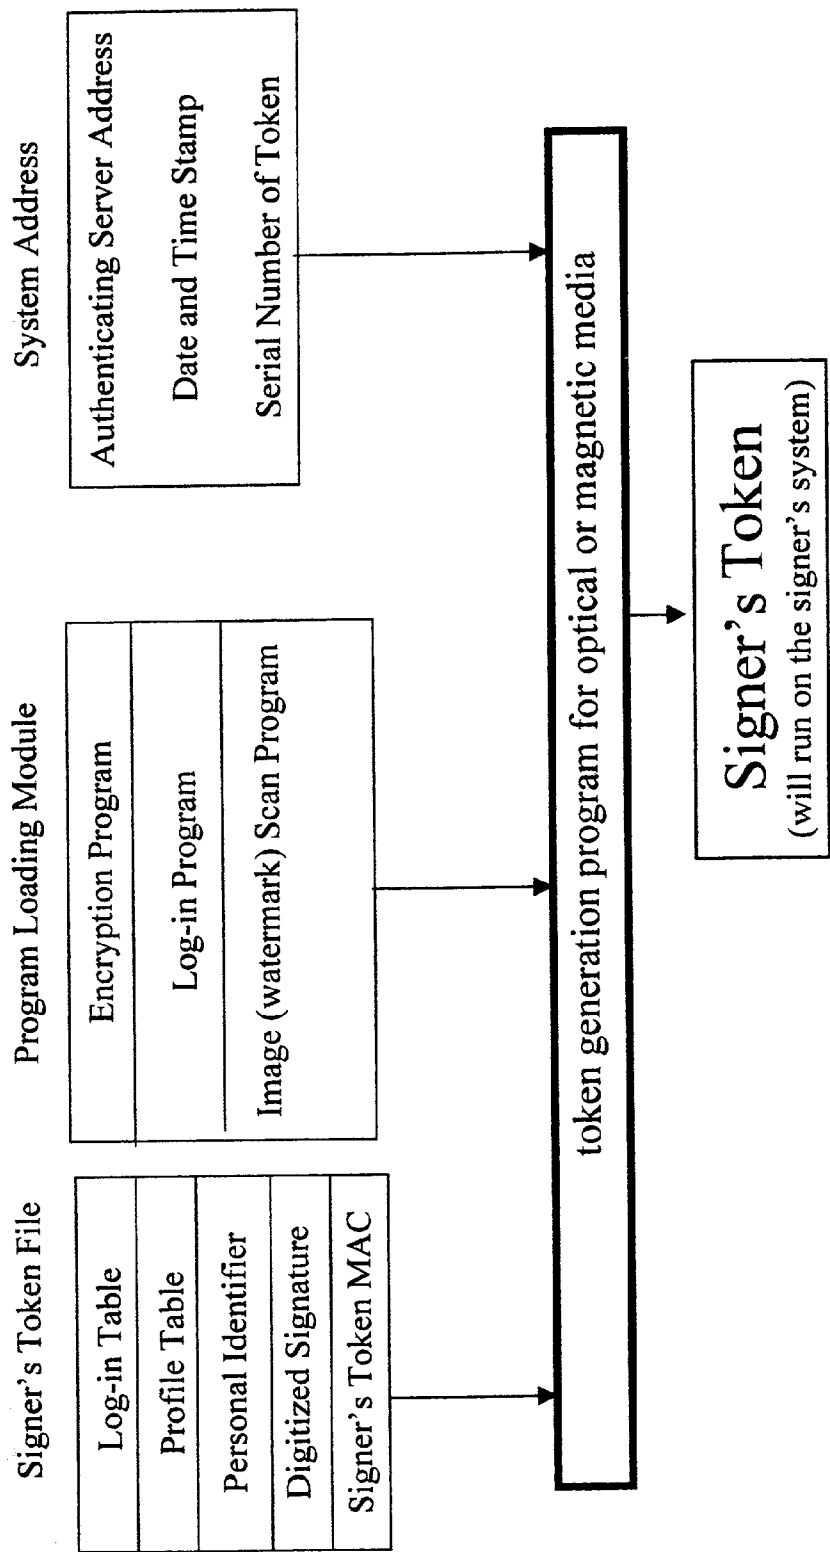 Signer's Token File
Log-in Table
Profile Table
Personal Identifier
Digitized Signature
Signer's Token MAC
Program Loading Module
Encryption Program
Log-in Program
Image (watermark) Scan Program
System Address
Authenticating Server Address
Date and Time Stamp
Serial Number of Token
token generation program for optical or magnetic media
Signer's Token
(will run on the signer's system)